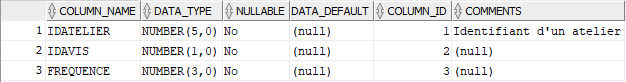 COLUMN_NAME DATA_TYPE NULLABLE DATA_DEFAULT COLUMN_ID COMMENTS
1 IDATELIER NUMBER(5,0) No (null) 1 Identifiant d'un atelier
2 IDAVIS NUMBER(1,0) No (null) 2 (null)
3 FREQUENCE NUMBER(3,0) No (null) 3 (null)